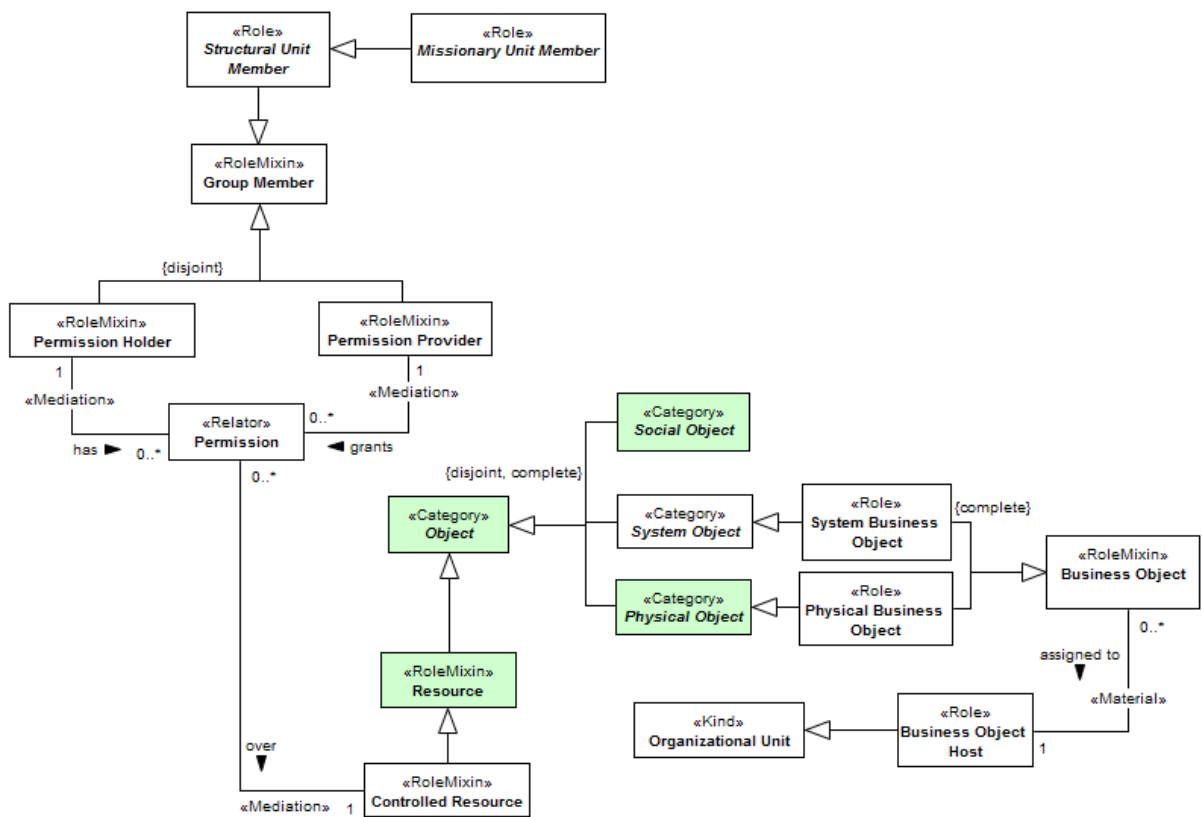 «Role»
Structural Unit
Member
«Role»
Missionary Unit Member
«RoleMixin»
Group Member
{disjoint}
«RoleMixin»
Permission Holder
«RoleMixin»
Permission Provider
1
1
«Mediation»
«Mediation»
«Relator»
Permission
0..*
has
0..*
grants
0..*
«Category»
Social Object
{disjoint, complete}
«Category»
Object
«Category»
System Object
«Role»
System Business
Object
{complete}
«RoleMixin»
Business Object
«Category»
Physical Object
«Role»
Physical Business
Object
0..*
assigned to
«Material»
«RoleMixin»
Resource
«Kind»
Organizational Unit
«Role»
Business Object
Host
1
over
«Mediation»
1
«RoleMixin»
Controlled Resource